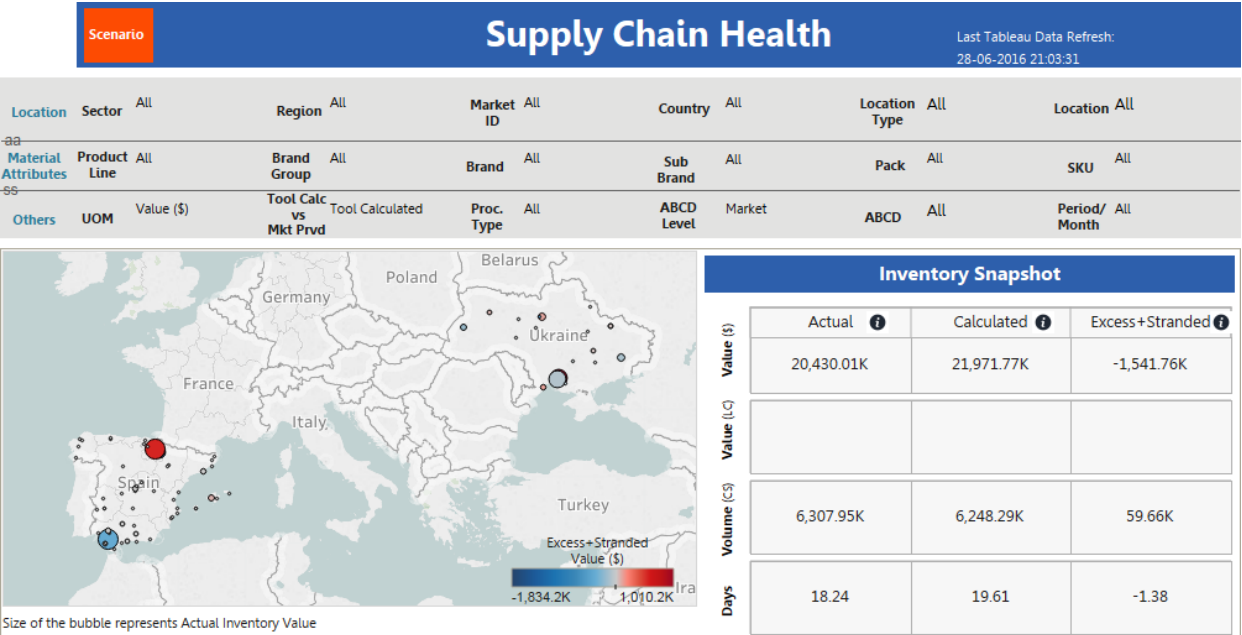 Scenario
Supply Chain Health
Last Tableau Data Refresh:
28-06-2016 21:03:31
Location
Sector
All
Region
All
Market
ID
All
Country
All
Location
Type
All
Location
All
aa
Material
Attributes
Product
Line
All
Brand
Group
All
Brand
All
Sub
Brand
All
Pack
All
SKU
All
ss
Others
UOM
Value ($)
Tool Calc
vs
Mkt Prvd
Tool Calculated
Proc.
Type
All
ABCD
Level
Market
ABCD
All
Period/
Month
All
Belarus
Poland
Germany
Ukraine
France
Italy
Spain
Turkey
Ira
Excess+Stranded
Value ($)
-1,834.2K
1,010.2K
Size of the bubble represents Actual Inventory Value
Inventory Snapshot
Actual i
Calculated i
Excess+Stranded i
Value ($)
20,430.01K
21,971.77K
-1,541.76K
Value (LC)
Volume (CS)
6,307.95K
6,248.29K
59.66K
Days
18.24
19.61
-1.38